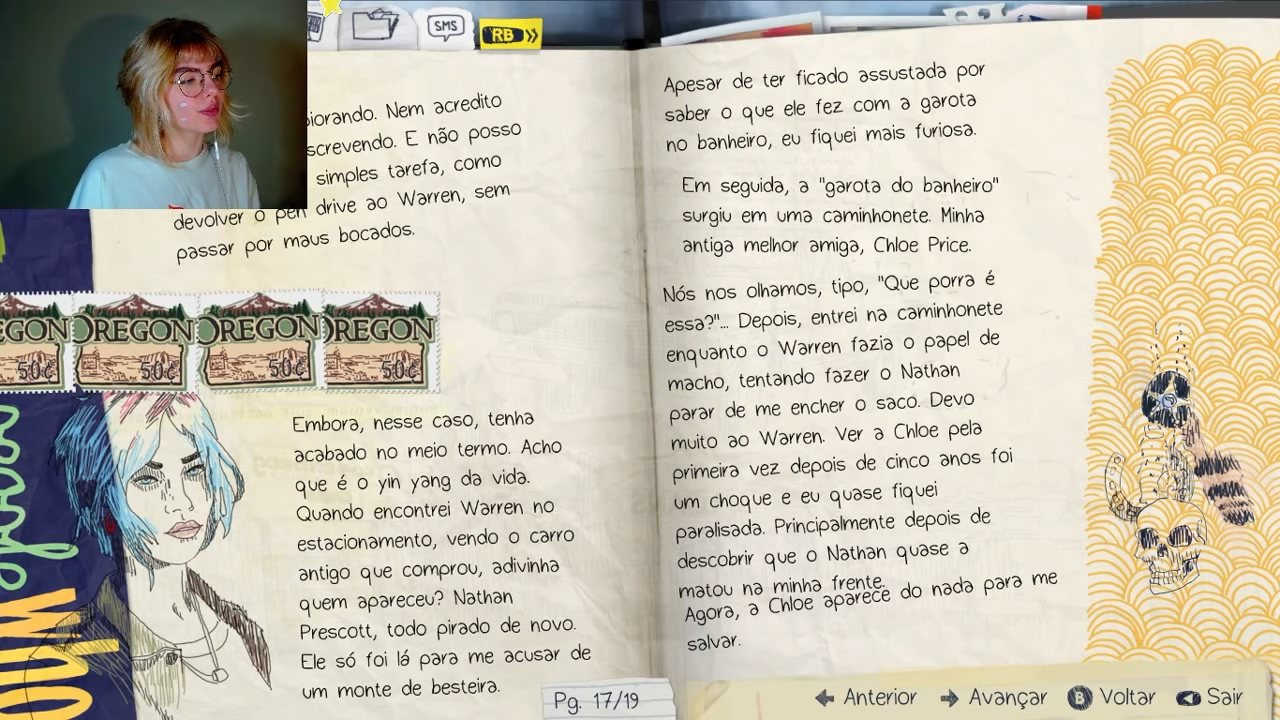 SMS
RB
iorando. Nem acredito
screvendo. E não posso
simples tarefa, como
devolver o pen drive ao Warren, sem
passar por maus bocados.
EGON OREGON OREGON OREGON
50¢ 50¢ 50¢ 50¢
Embora, nesse caso, tenha
acabado no meio termo. Acho
que é o yin yang da vida.
Quando encontrei Warren no
estacionamento, vendo o carro
antigo que comprou, adivinha
quem apareceu? Nathan
Prescott, todo pirado de novo.
Ele só foi lá para me acusar de
um monte de besteira.
who
Pg. 17/19
Apesar de ter ficado assustada por
saber o que ele fez com a garota
no banheiro, eu fiquei mais furiosa.
Em seguida, a "garota do banheiro"
surgiu em uma caminhonete. Minha
antiga melhor amiga, Chloe Price.
Nós nos olhamos, tipo, "Que porra é
essa?"... Depois, entrei na caminhonete
enquanto o Warren fazia o papel de
macho, tentando fazer o Nathan
parar de me encher o saco. Devo
muito ao Warren. Ver a Chloe pela
primeira vez depois de cinco anos foi
um choque e eu quase fiquei
paralisada. Principalmente depois de
descobrir que o Nathan quase a
matou na minha frente.
Agora, a Chloe aparece do nada para me
salvar.
Anterior Avançar B Voltar Sair